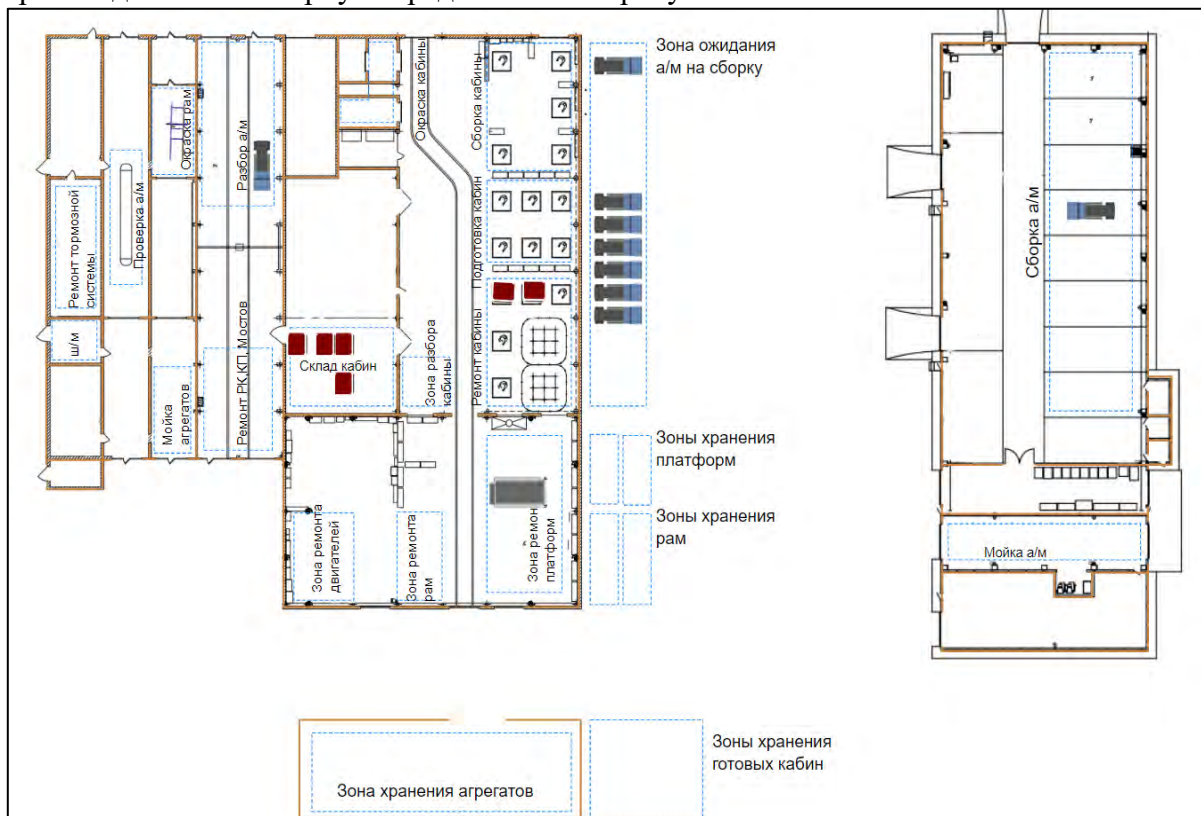 Зона ожидания
а/м на сборку
Окраска кабины
Сборка кабины
Окраска рам
Разбор а/м
Проверка а/м
Ремонт тормозной
системы
Подготовка кабин
Сборка а/м
ш/м
Мойка
агрегатов
Ремонт РК,КП, Мостов
Склад кабин
Зона разбора
кабины
Ремонт кабины
Зоны хранения
платформ
Зоны хранения
рам
Зона ремонта
двигателей
Зона ремонта
рам
Зона ремон
платформ
Мойка а/м
Зоны хранения
готовых кабин
Зона хранения агрегатов